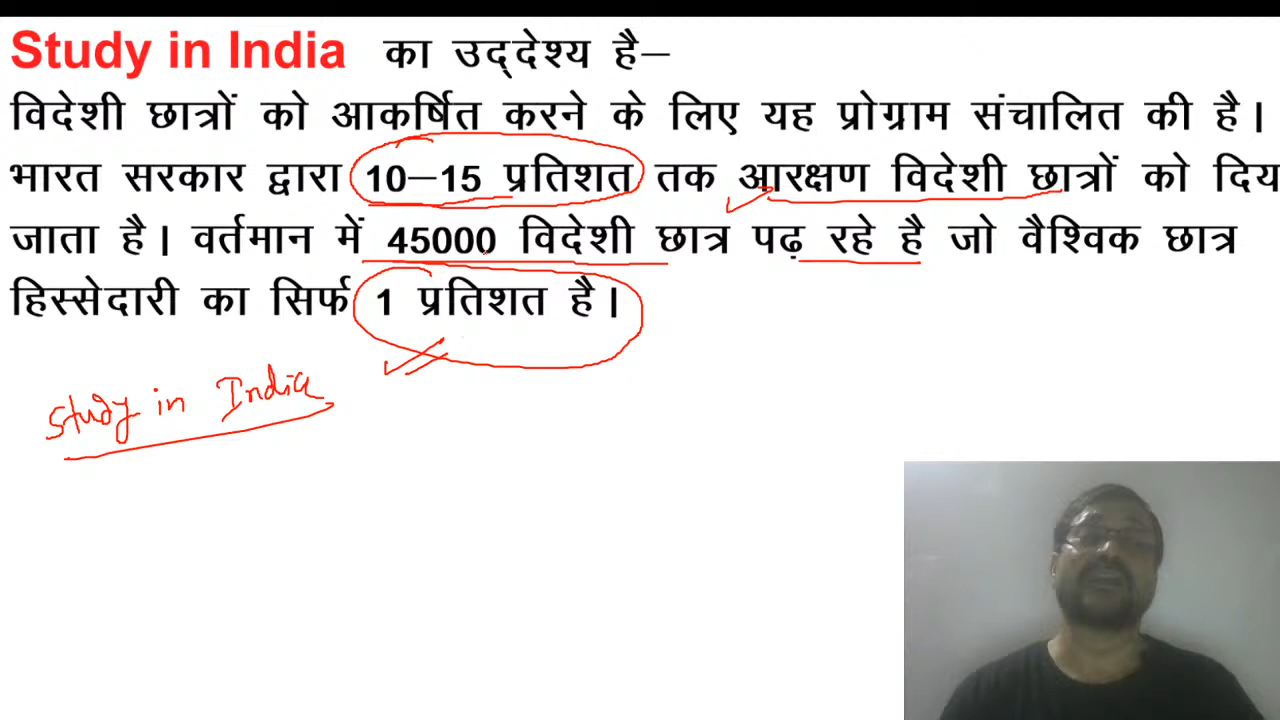 Study in India का उद्देश्य है–
विदेशी छात्रों को आकर्षित करने के लिए यह प्रोग्राम संचालित की है।
भारत सरकार द्वारा 10–15 प्रतिशत तक आरक्षण विदेशी छात्रों को दिय
जाता है। वर्तमान में 45000 विदेशी छात्र पढ़ रहे है जो वैश्विक छात्र
हिस्सेदारी का सिर्फ 1 प्रतिशत है।
Study in India